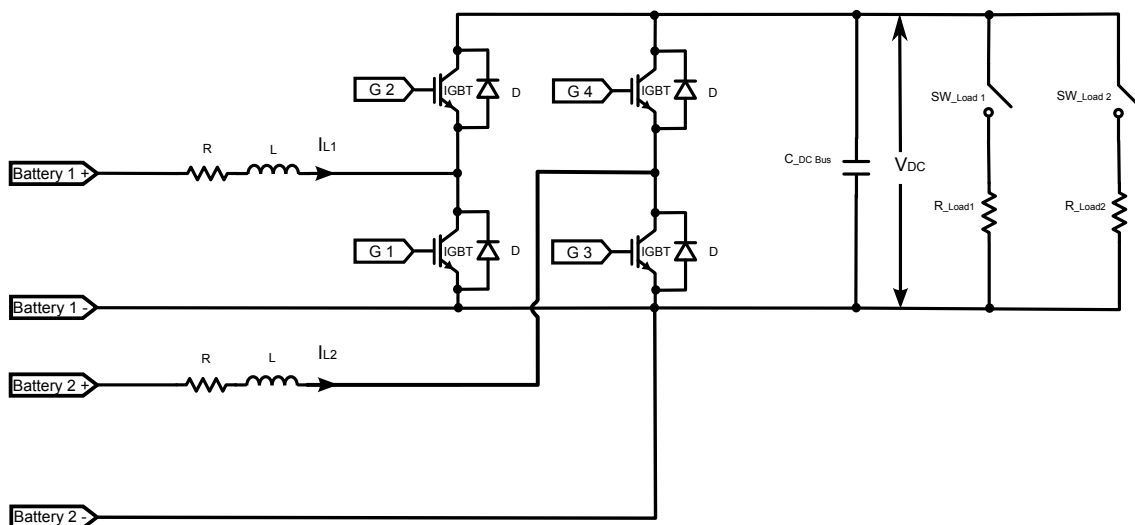 G 2
IGBT
D
G 4
IGBT
D
SW_Load 1
SW_Load 2
Battery 1 +
R
L
IL1
C_DC Bus
VDC
R_Load1
R_Load2
G 1
IGBT
D
G 3
IGBT
D
Battery 1 -
R
L
IL2
Battery 2 +
Battery 2 -